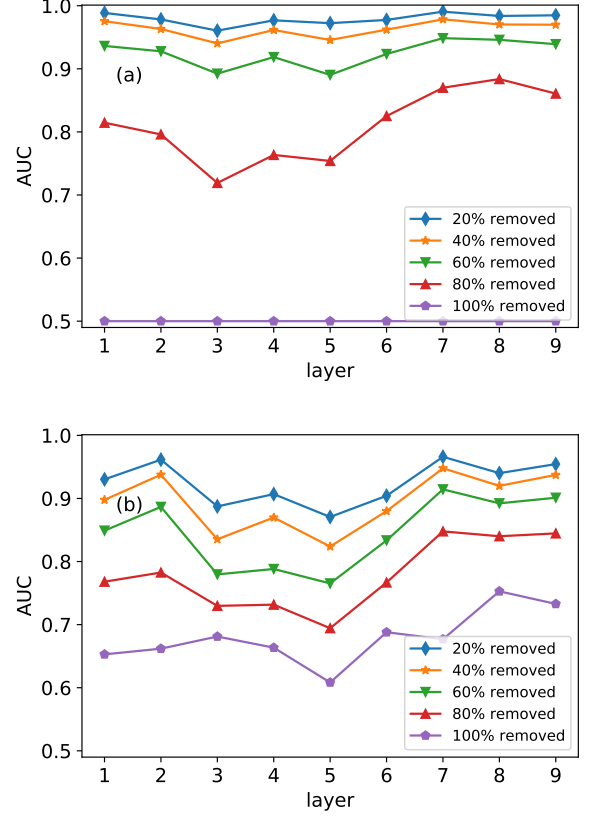 1.0
0.9
0.8
0.7
0.6
0.5
AUC
(a)
20% removed
40% removed
60% removed
80% removed
100% removed
1 2 3 4 5 6 7 8 9
layer
1.0
0.9
0.8
0.7
0.6
0.5
AUC
(b)
20% removed
40% removed
60% removed
80% removed
100% removed
1 2 3 4 5 6 7 8 9
layer